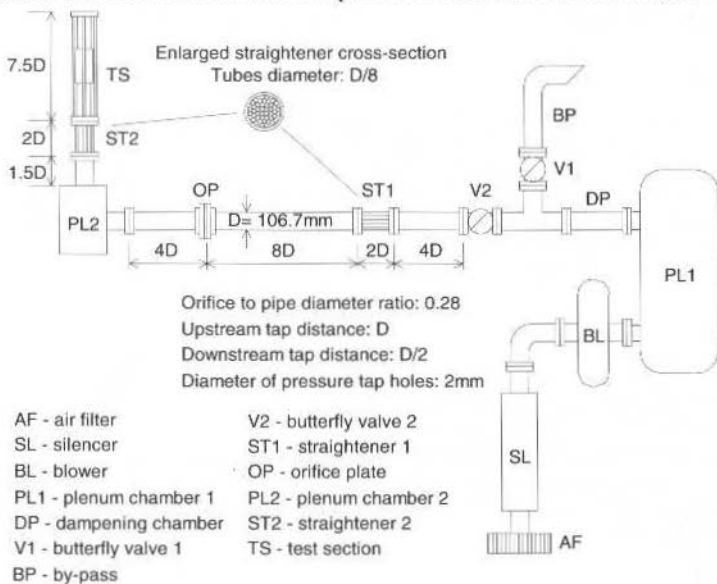 Enlarged straightener cross-section
Tubes diameter: D/8
7.5D
TS
2D
ST2
1.5D
PL2
OP
D= 106.7mm
ST1
V2
BP
V1
DP
PL1
4D
8D
2D
4D
Orifice to pipe diameter ratio: 0.28
Upstream tap distance: D
Downstream tap distance: D/2
Diameter of pressure tap holes: 2mm
BL
SL
AF
AF - air filter
SL - silencer
BL - blower
PL1 - plenum chamber 1
DP - dampening chamber
V1 - butterfly valve 1
BP - by-pass
V2 - butterfly valve 2
ST1 - straightener 1
OP - orifice plate
PL2 - plenum chamber 2
ST2 - straightener 2
TS - test section